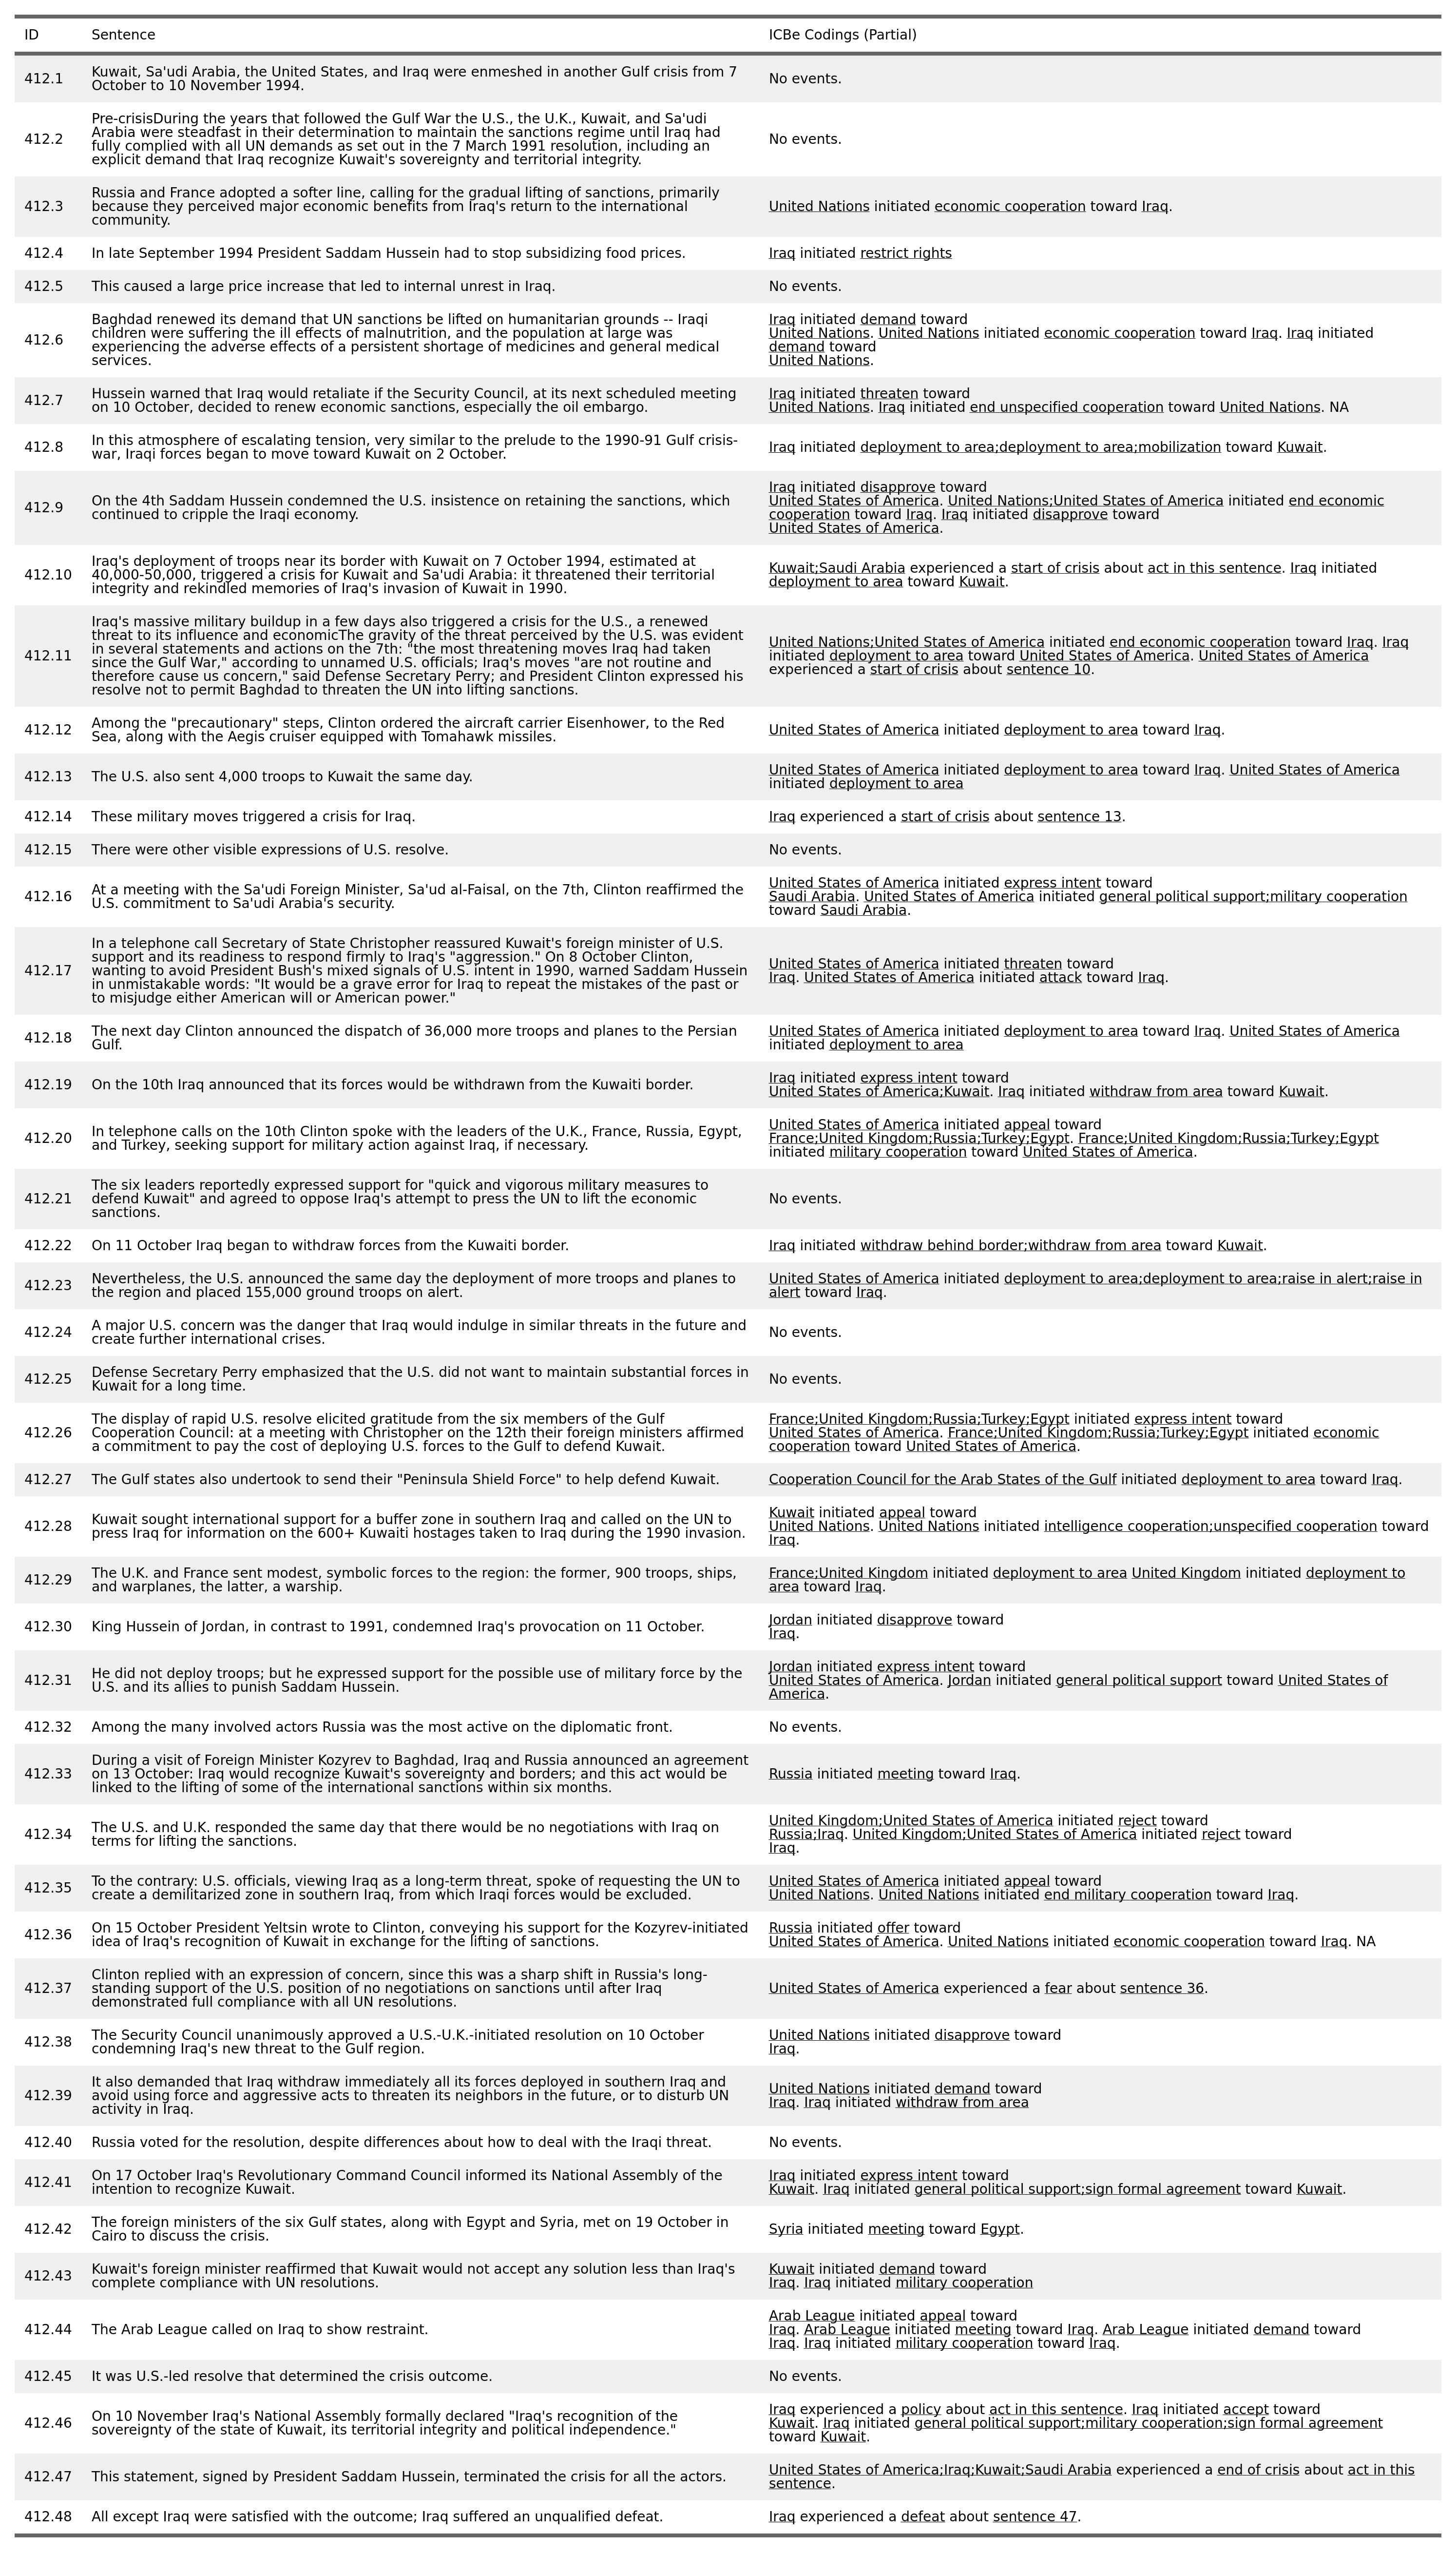 ID Sentence ICBe Codings (Partial)
412.1 Kuwait, Sa'udi Arabia, the United States, and Iraq were enmeshed in another Gulf crisis from 7
October to 10 November 1994.
No events.
412.2 Pre-crisisDuring the years that followed the Gulf War the U.S., the U.K., Kuwait, and Sa'udi
Arabia were steadfast in their determination to maintain the sanctions regime until Iraq had
fully complied with all UN demands as set out in the 7 March 1991 resolution, including an
explicit demand that Iraq recognize Kuwait's sovereignty and territorial integrity.
No events.
412.3 Russia and France adopted a softer line, calling for the gradual lifting of sanctions, primarily
because they perceived major economic benefits from Iraq's return to the international
community.
United Nations initiated economic cooperation toward Iraq.
412.4 In late September 1994 President Saddam Hussein had to stop subsidizing food prices.
Iraq initiated restrict rights
412.5 This caused a large price increase that led to internal unrest in Iraq.
No events.
412.6 Baghdad renewed its demand that UN sanctions be lifted on humanitarian grounds -- Iraqi
children were suffering the ill effects of malnutrition, and the population at large was
experiencing the adverse effects of a persistent shortage of medicines and general medical
services.
Iraq initiated demand toward
United Nations. United Nations initiated economic cooperation toward Iraq. Iraq initiated
demand toward
United Nations.
412.7 Hussein warned that Iraq would retaliate if the Security Council, at its next scheduled meeting
on 10 October, decided to renew economic sanctions, especially the oil embargo.
Iraq initiated threaten toward
United Nations. Iraq initiated end unspecified cooperation toward United Nations. NA
412.8 In this atmosphere of escalating tension, very similar to the prelude to the 1990-91 Gulf crisis-
war, Iraqi forces began to move toward Kuwait on 2 October.
Iraq initiated deployment to area;deployment to area;mobilization toward Kuwait.
412.9 On the 4th Saddam Hussein condemned the U.S. insistence on retaining the sanctions, which
continued to cripple the Iraqi economy.
Iraq initiated disapprove toward
United States of America. United Nations;United States of America initiated end economic
cooperation toward Iraq. Iraq initiated disapprove toward
United States of America.
412.10 Iraq's deployment of troops near its border with Kuwait on 7 October 1994, estimated at
40,000-50,000, triggered a crisis for Kuwait and Sa'udi Arabia: it threatened their territorial
integrity and rekindled memories of Iraq's invasion of Kuwait in 1990.
Kuwait;Saudi Arabia experienced a start of crisis about act in this sentence. Iraq initiated
deployment to area toward Kuwait.
412.11 Iraq's massive military buildup in a few days also triggered a crisis for the U.S., a renewed
threat to its influence and economicThe gravity of the threat perceived by the U.S. was evident
in several statements and actions on the 7th: "the most threatening moves Iraq had taken
since the Gulf War," according to unnamed U.S. officials; Iraq's moves "are not routine and
therefore cause us concern," said Defense Secretary Perry; and President Clinton expressed his
resolve not to permit Baghdad to threaten the UN into lifting sanctions.
United Nations;United States of America initiated end economic cooperation toward Iraq. Iraq
initiated deployment to area toward United States of America. United States of America
experienced a start of crisis about sentence 10.
412.12 Among the "precautionary" steps, Clinton ordered the aircraft carrier Eisenhower, to the Red
Sea, along with the Aegis cruiser equipped with Tomahawk missiles.
United States of America initiated deployment to area toward Iraq.
412.13 The U.S. also sent 4,000 troops to Kuwait the same day.
United States of America initiated deployment to area toward Iraq. United States of America
initiated deployment to area
412.14 These military moves triggered a crisis for Iraq.
Iraq experienced a start of crisis about sentence 13.
412.15 There were other visible expressions of U.S. resolve.
No events.
412.16 At a meeting with the Sa'udi Foreign Minister, Sa'ud al-Faisal, on the 7th, Clinton reaffirmed the
U.S. commitment to Sa'udi Arabia's security.
United States of America initiated express intent toward
Saudi Arabia. United States of America initiated general political support;military cooperation
toward Saudi Arabia.
412.17 In a telephone call Secretary of State Christopher reassured Kuwait's foreign minister of U.S.
support and its readiness to respond firmly to Iraq's "aggression." On 8 October Clinton,
wanting to avoid President Bush's mixed signals of U.S. intent in 1990, warned Saddam Hussein
in unmistakable words: "It would be a grave error for Iraq to repeat the mistakes of the past or
to misjudge either American will or American power."
United States of America initiated threaten toward
Iraq. United States of America initiated attack toward Iraq.
412.18 The next day Clinton announced the dispatch of 36,000 more troops and planes to the Persian
Gulf.
United States of America initiated deployment to area toward Iraq. United States of America
initiated deployment to area
412.19 On the 10th Iraq announced that its forces would be withdrawn from the Kuwaiti border.
Iraq initiated express intent toward
United States of America;Kuwait. Iraq initiated withdraw from area toward Kuwait.
412.20 In telephone calls on the 10th Clinton spoke with the leaders of the U.K., France, Russia, Egypt,
and Turkey, seeking support for military action against Iraq, if necessary.
United States of America initiated appeal toward
France;United Kingdom;Russia;Turkey;Egypt. France;United Kingdom;Russia;Turkey;Egypt
initiated military cooperation toward United States of America.
412.21 The six leaders reportedly expressed support for "quick and vigorous military measures to
defend Kuwait" and agreed to oppose Iraq's attempt to press the UN to lift the economic
sanctions.
No events.
412.22 On 11 October Iraq began to withdraw forces from the Kuwaiti border.
Iraq initiated withdraw behind border;withdraw from area toward Kuwait.
412.23 Nevertheless, the U.S. announced the same day the deployment of more troops and planes to
the region and placed 155,000 ground troops on alert.
United States of America initiated deployment to area;deployment to area;raise in alert;raise in
alert toward Iraq.
412.24 A major U.S. concern was the danger that Iraq would indulge in similar threats in the future and
create further international crises.
No events.
412.25 Defense Secretary Perry emphasized that the U.S. did not want to maintain substantial forces in
Kuwait for a long time.
No events.
412.26 The display of rapid U.S. resolve elicited gratitude from the six members of the Gulf
Cooperation Council: at a meeting with Christopher on the 12th their foreign ministers affirmed
a commitment to pay the cost of deploying U.S. forces to the Gulf to defend Kuwait.
France;United Kingdom;Russia;Turkey;Egypt initiated express intent toward
United States of America. France;United Kingdom;Russia;Turkey;Egypt initiated economic
cooperation toward United States of America.
412.27 The Gulf states also undertook to send their "Peninsula Shield Force" to help defend Kuwait.
Cooperation Council for the Arab States of the Gulf initiated deployment to area toward Iraq.
412.28 Kuwait sought international support for a buffer zone in southern Iraq and called on the UN to
press Iraq for information on the 600+ Kuwaiti hostages taken to Iraq during the 1990 invasion.
Kuwait initiated appeal toward
United Nations. United Nations initiated intelligence cooperation;unspecified cooperation toward
Iraq.
412.29 The U.K. and France sent modest, symbolic forces to the region: the former, 900 troops, ships,
and warplanes, the latter, a warship.
France;United Kingdom initiated deployment to area United Kingdom initiated deployment to
area toward Iraq.
412.30 King Hussein of Jordan, in contrast to 1991, condemned Iraq's provocation on 11 October.
Jordan initiated disapprove toward
Iraq.
412.31 He did not deploy troops; but he expressed support for the possible use of military force by the
U.S. and its allies to punish Saddam Hussein.
Jordan initiated express intent toward
United States of America. Jordan initiated general political support toward United States of
America.
412.32 Among the many involved actors Russia was the most active on the diplomatic front.
No events.
412.33 During a visit of Foreign Minister Kozyrev to Baghdad, Iraq and Russia announced an agreement
on 13 October: Iraq would recognize Kuwait's sovereignty and borders; and this act would be
linked to the lifting of some of the international sanctions within six months.
Russia initiated meeting toward Iraq.
412.34 The U.S. and U.K. responded the same day that there would be no negotiations with Iraq on
terms for lifting the sanctions.
United Kingdom;United States of America initiated reject toward
Russia;Iraq. United Kingdom;United States of America initiated reject toward
Iraq.
412.35 To the contrary: U.S. officials, viewing Iraq as a long-term threat, spoke of requesting the UN to
create a demilitarized zone in southern Iraq, from which Iraqi forces would be excluded.
United States of America initiated appeal toward
United Nations. United Nations initiated end military cooperation toward Iraq.
412.36 On 15 October President Yeltsin wrote to Clinton, conveying his support for the Kozyrev-initiated
idea of Iraq's recognition of Kuwait in exchange for the lifting of sanctions.
Russia initiated offer toward
United States of America. United Nations initiated economic cooperation toward Iraq. NA
412.37 Clinton replied with an expression of concern, since this was a sharp shift in Russia's long-
standing support of the U.S. position of no negotiations on sanctions until after Iraq
demonstrated full compliance with all UN resolutions.
United States of America experienced a fear about sentence 36.
412.38 The Security Council unanimously approved a U.S.-U.K.-initiated resolution on 10 October
condemning Iraq's new threat to the Gulf region.
United Nations initiated disapprove toward
Iraq.
412.39 It also demanded that Iraq withdraw immediately all its forces deployed in southern Iraq and
avoid using force and aggressive acts to threaten its neighbors in the future, or to disturb UN
activity in Iraq.
United Nations initiated demand toward
Iraq. Iraq initiated withdraw from area
412.40 Russia voted for the resolution, despite differences about how to deal with the Iraqi threat.
No events.
412.41 On 17 October Iraq's Revolutionary Command Council informed its National Assembly of the
intention to recognize Kuwait.
Iraq initiated express intent toward
Kuwait. Iraq initiated general political support;sign formal agreement toward Kuwait.
412.42 The foreign ministers of the six Gulf states, along with Egypt and Syria, met on 19 October in
Cairo to discuss the crisis.
Syria initiated meeting toward Egypt.
412.43 Kuwait's foreign minister reaffirmed that Kuwait would not accept any solution less than Iraq's
complete compliance with UN resolutions.
Kuwait initiated demand toward
Iraq. Iraq initiated military cooperation
412.44 The Arab League called on Iraq to show restraint.
Arab League initiated appeal toward
Iraq. Arab League initiated meeting toward Iraq. Arab League initiated demand toward
Iraq. Iraq initiated military cooperation toward Iraq.
412.45 It was U.S.-led resolve that determined the crisis outcome.
No events.
412.46 On 10 November Iraq's National Assembly formally declared "Iraq's recognition of the
sovereignty of the state of Kuwait, its territorial integrity and political independence."
Iraq experienced a policy about act in this sentence. Iraq initiated accept toward
Kuwait. Iraq initiated general political support;military cooperation;sign formal agreement
toward Kuwait.
412.47 This statement, signed by President Saddam Hussein, terminated the crisis for all the actors.
United States of America;Iraq;Kuwait;Saudi Arabia experienced a end of crisis about act in this
sentence.
412.48 All except Iraq were satisfied with the outcome; Iraq suffered an unqualified defeat.
Iraq experienced a defeat about sentence 47.